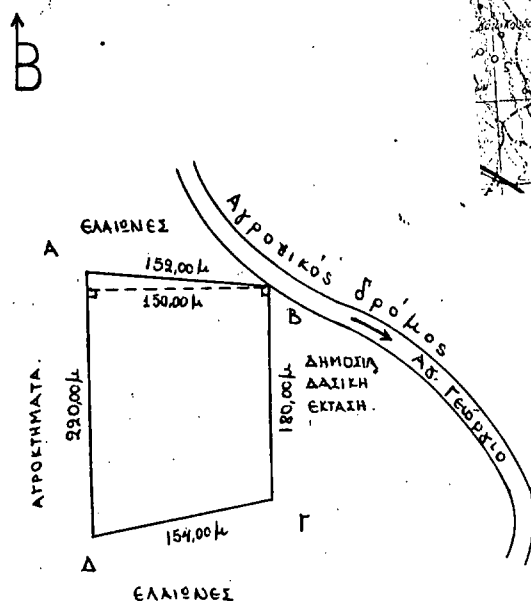 Β
ΕΛΑΙΩΝΕΣ
Α
152,00μ
150,00μ
Β
Αγροτικός δρόμος
Αγ. Γεώργιο
ΔΗΜΟΣΙΑ
ΔΑΣΙΚΗ
ΕΚΤΑΣΗ.
ΑΓΡΟΚΤΗΜΑΤΑ.
220,00μ
180,00μ
Γ
154,00μ
Δ
ΕΛΑΙΩΝΕΣ